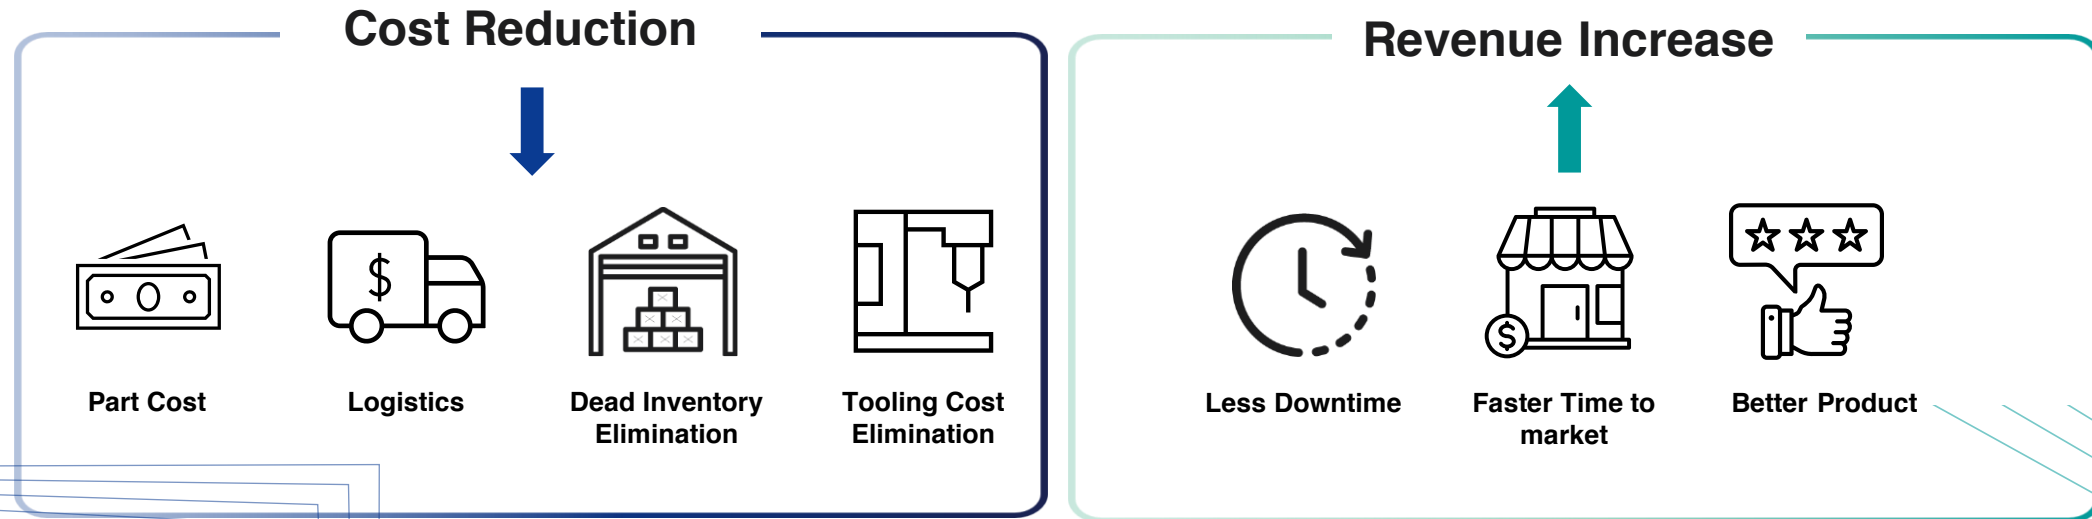 Cost Reduction
$
Part Cost
Logistics
Dead Inventory
Elimination
Tooling Cost
Elimination
Revenue Increase
$
Less Downtime
Faster Time to
market
Better Product